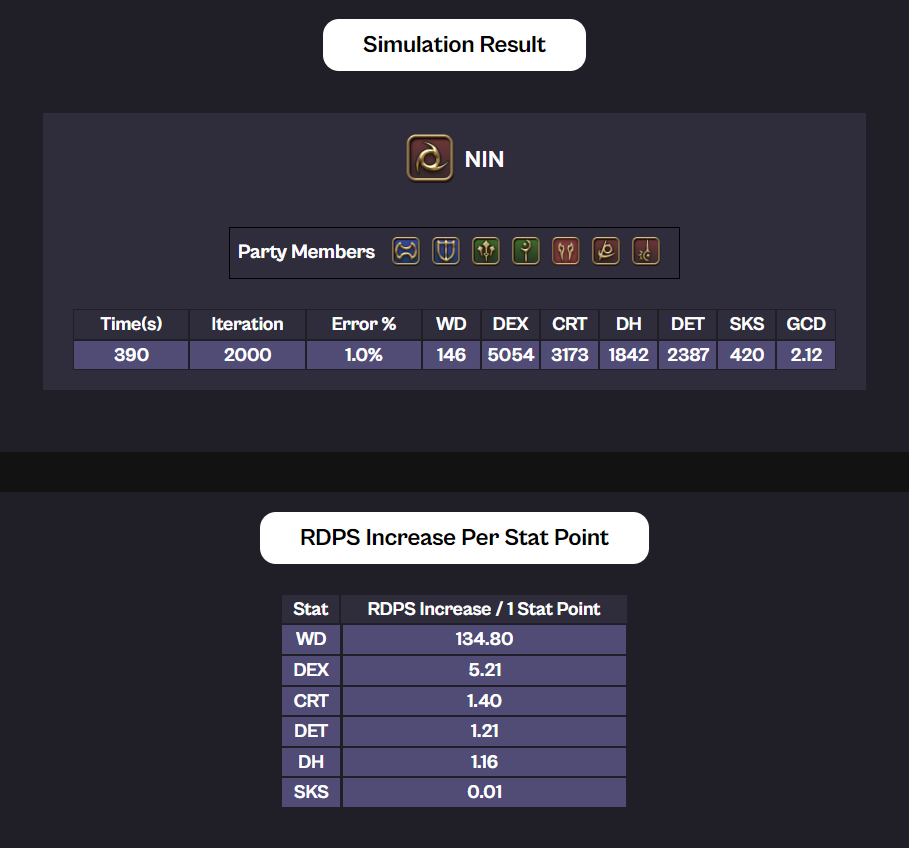 Simulation Result
NIN
Party Members
Time(s) Iteration Error % WD DEX CRT DH DET SKS GCD
390 2000 1.0% 146 5054 3173 1842 2387 420 2.12
RDPS Increase Per Stat Point
Stat RDPS Increase / 1 Stat Point
WD 134.80
DEX 5.21
CRT 1.40
DET 1.21
DH 1.16
SKS 0.01